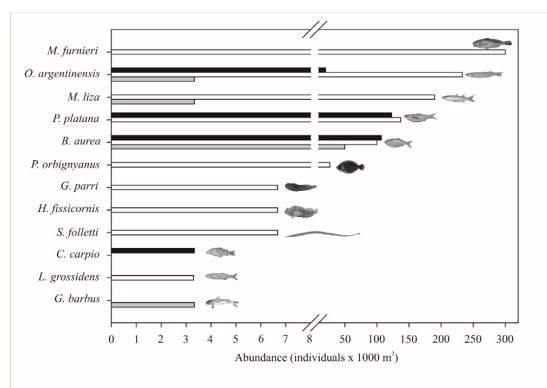 M. furnieri
O. argentinensis
M. liza
P. platana
B. aurea
P. orbignyanus
G. parri
H. fissicornis
S. folletti
C. carpio
L. grossidens
G. barbus
0 1 2 3 4 5 6 7 8 50 100 150 200 250 300
Abundance (individuals x 1000 m²)